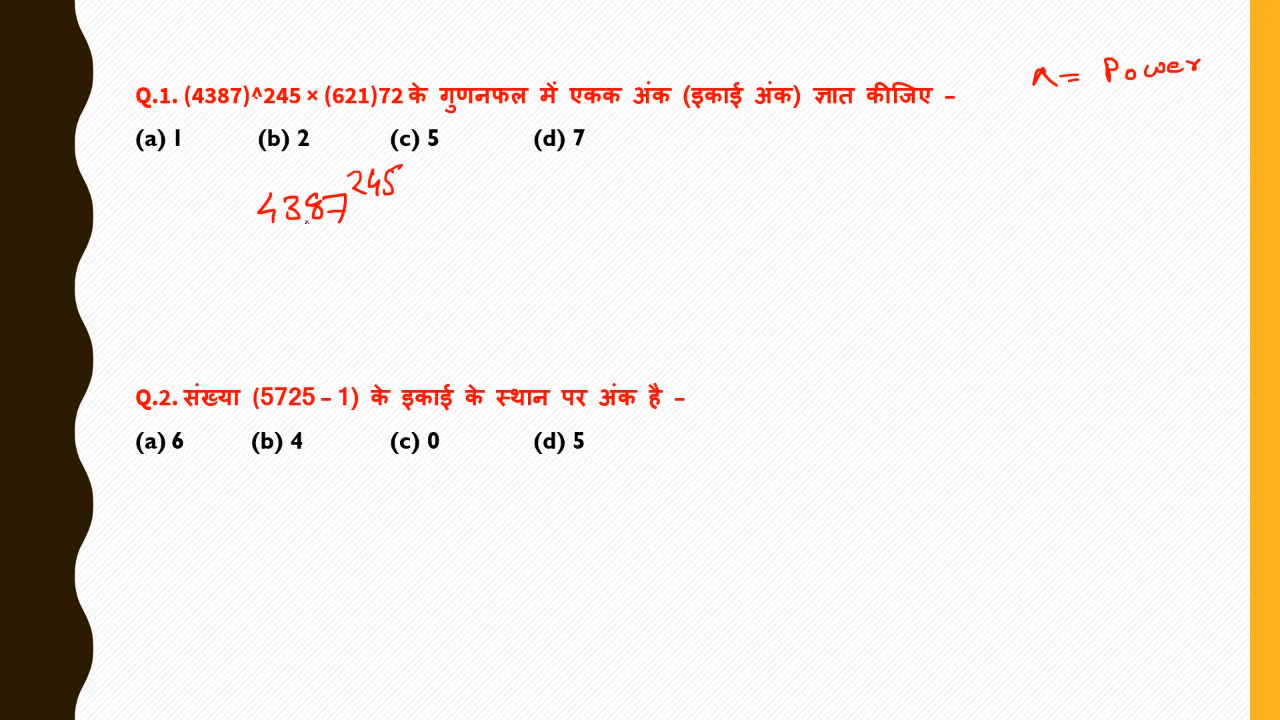 Q.1. (4387)^245 × (621)72 के गुणनफल में एकक अंक (इकाई अंक) ज्ञात कीजिए –
^ = Power
(a) 1 (b) 2 (c) 5 (d) 7
4387^245
Q.2. संख्या (5725 – 1) के इकाई के स्थान पर अंक है –
(a) 6 (b) 4 (c) 0 (d) 5